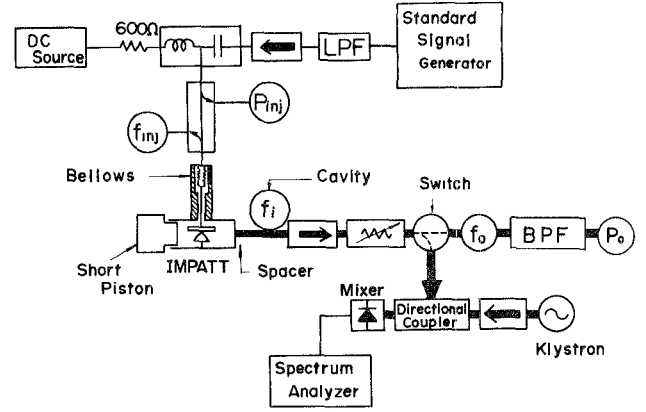 DC
Source
600Ω
LPF
Standard
Signal
Generator
Pinj
finj
Bellows
Cavity
fi
Switch
fo
BPF
Po
Short
Piston
IMPATT
Spacer
Mixer
Directional
Coupler
Klystron
Spectrum
Analyzer